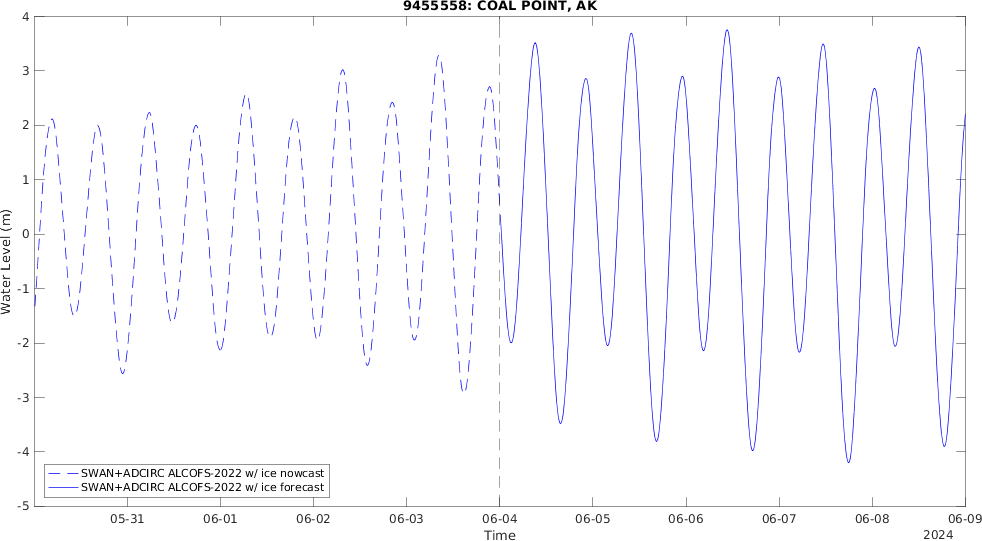 9455558: COAL POINT, AK
4
3
2
1
0
-1
-2
-3
-4
-5
Water Level (m)
SWAN+ADCIRC ALCOFS-2022 w/ ice nowcast
SWAN+ADCIRC ALCOFS-2022 w/ ice forecast
05-31 06-01 06-02 06-03 06-04 06-05 06-06 06-07 06-08 06-09
Time
2024